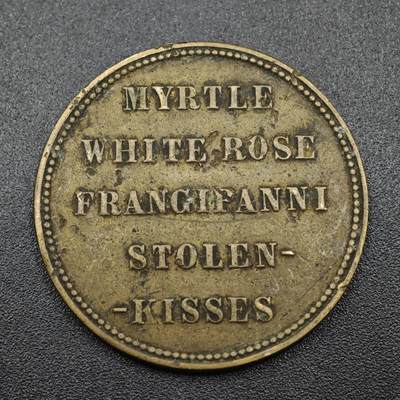 MYRTLE
WHITE ROSE
FRANGIPANNI
STOLEN-
-KISSES